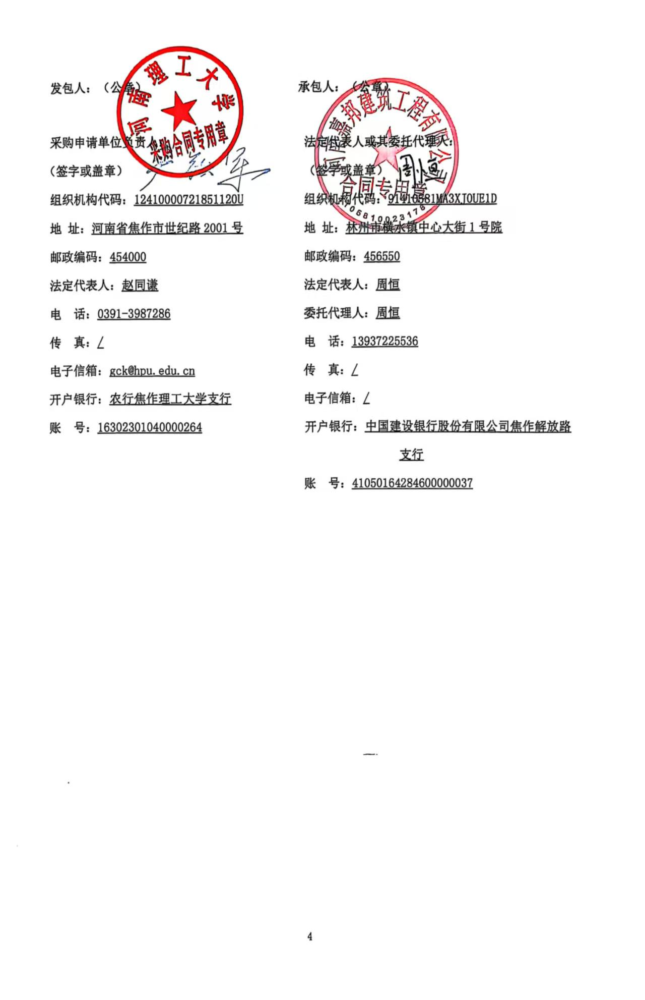 发包人：（公章）
河南理工大学
采购合同专用章
采购申请单位负责人
（签字或盖章）
组织机构代码：12410000721851120U
地 址：河南省焦作市世纪路 2001 号
邮政编码：454000
法定代表人：赵同谦
电 话：0391-3987286
传 真：/
电子信箱：gck@hpu.edu.cn
开户银行：农行焦作理工大学支行
账 号：16302301040000264
承包人：（公章）
嘉邦建筑工程有限公司
合同专用章
法定代表人或其委托代理人：
（签字或盖章）
周恒
组织机构代码：91410581MA3XJ0UE1D
地 址：林州市横水镇中心大街 1 号院
邮政编码：456550
法定代表人：周恒
委托代理人：周恒
电 话：13937225536
传 真：/
电子信箱：/
开户银行：中国建设银行股份有限公司焦作解放路
支行
账 号：41050164284600000037
4